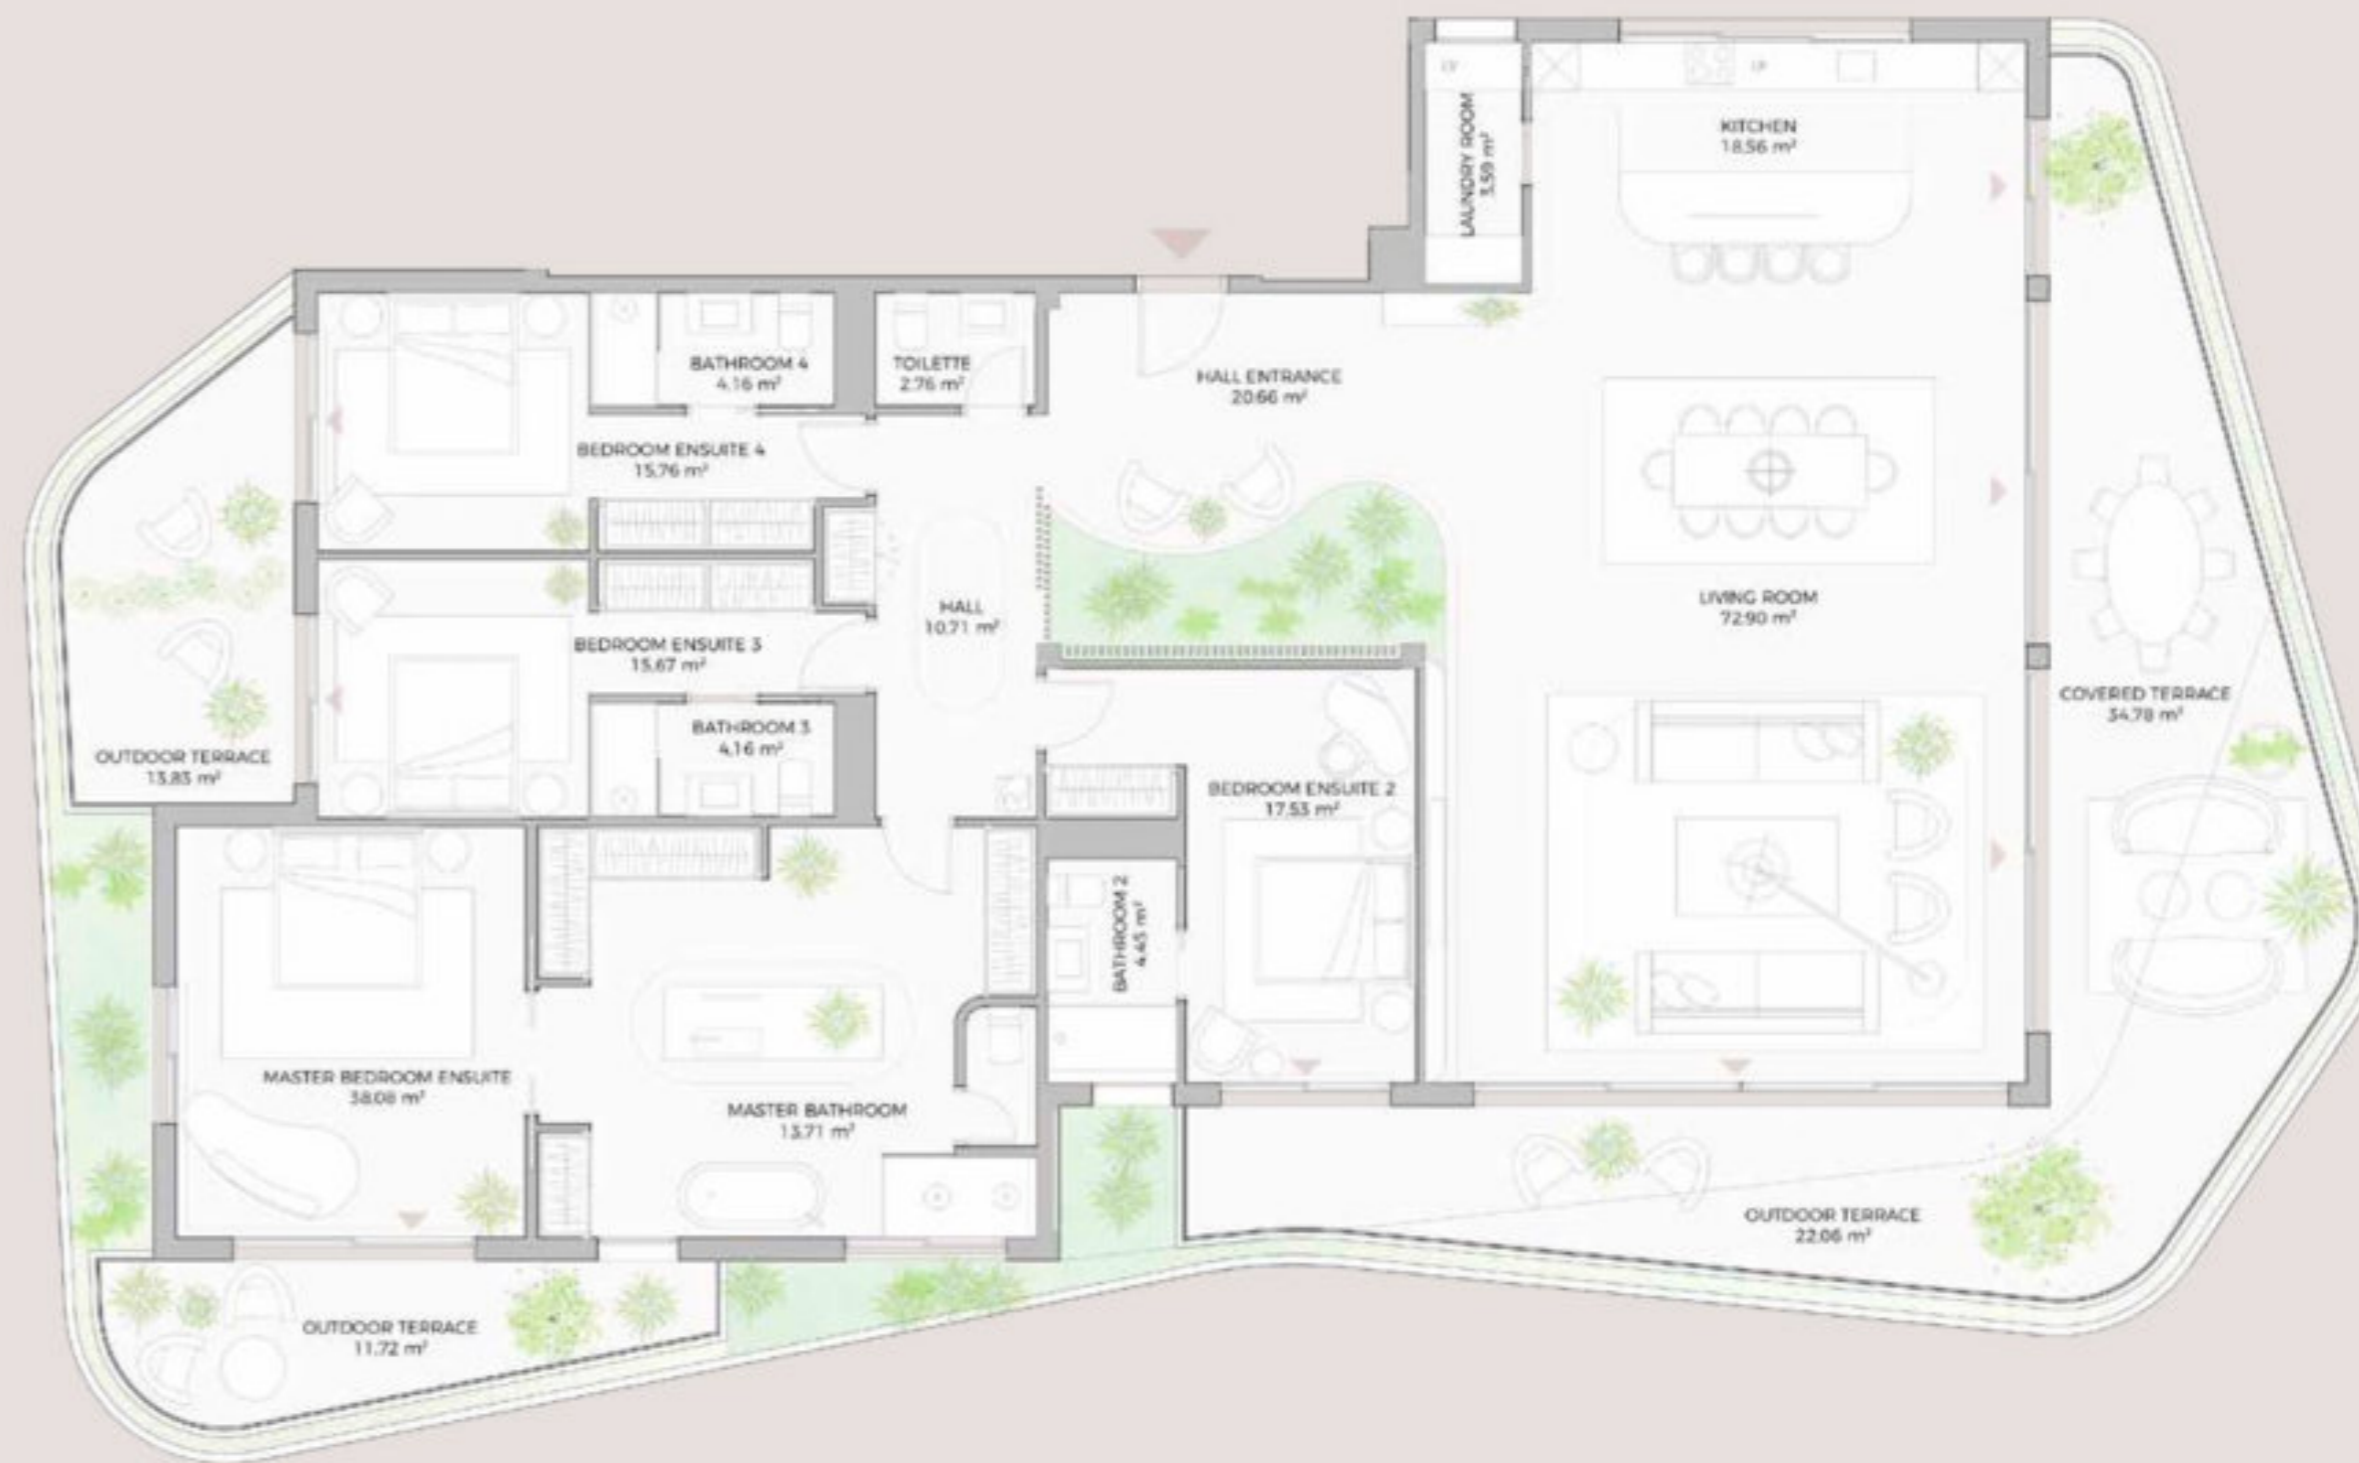 LAUNDRY ROOM
3.59 m²
KITCHEN
18.56 m²
BATHROOM 4
4.16 m²
TOILETTE
2.76 m²
HALL ENTRANCE
20.66 m²
BEDROOM ENSUITE 4
15.76 m²
HALL
10.71 m²
LIVING ROOM
72.90 m²
BEDROOM ENSUITE 3
15.67 m²
BATHROOM 3
4.16 m²
COVERED TERRACE
34.78 m²
OUTDOOR TERRACE
13.83 m²
BEDROOM ENSUITE 2
17.53 m²
BATHROOM 2
4.45 m²
MASTER BEDROOM ENSUITE
38.08 m²
MASTER BATHROOM
13.71 m²
OUTDOOR TERRACE
22.06 m²
OUTDOOR TERRACE
11.72 m²